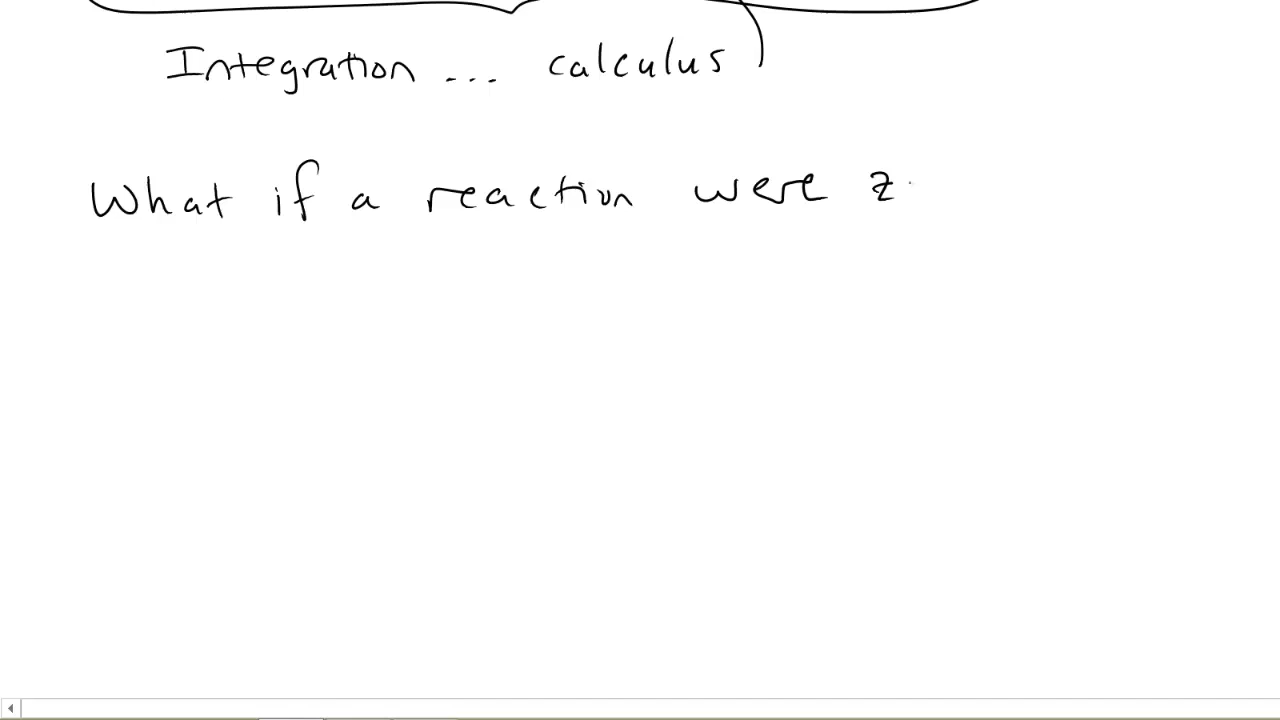 Integration ... calculus
What if a reaction were z